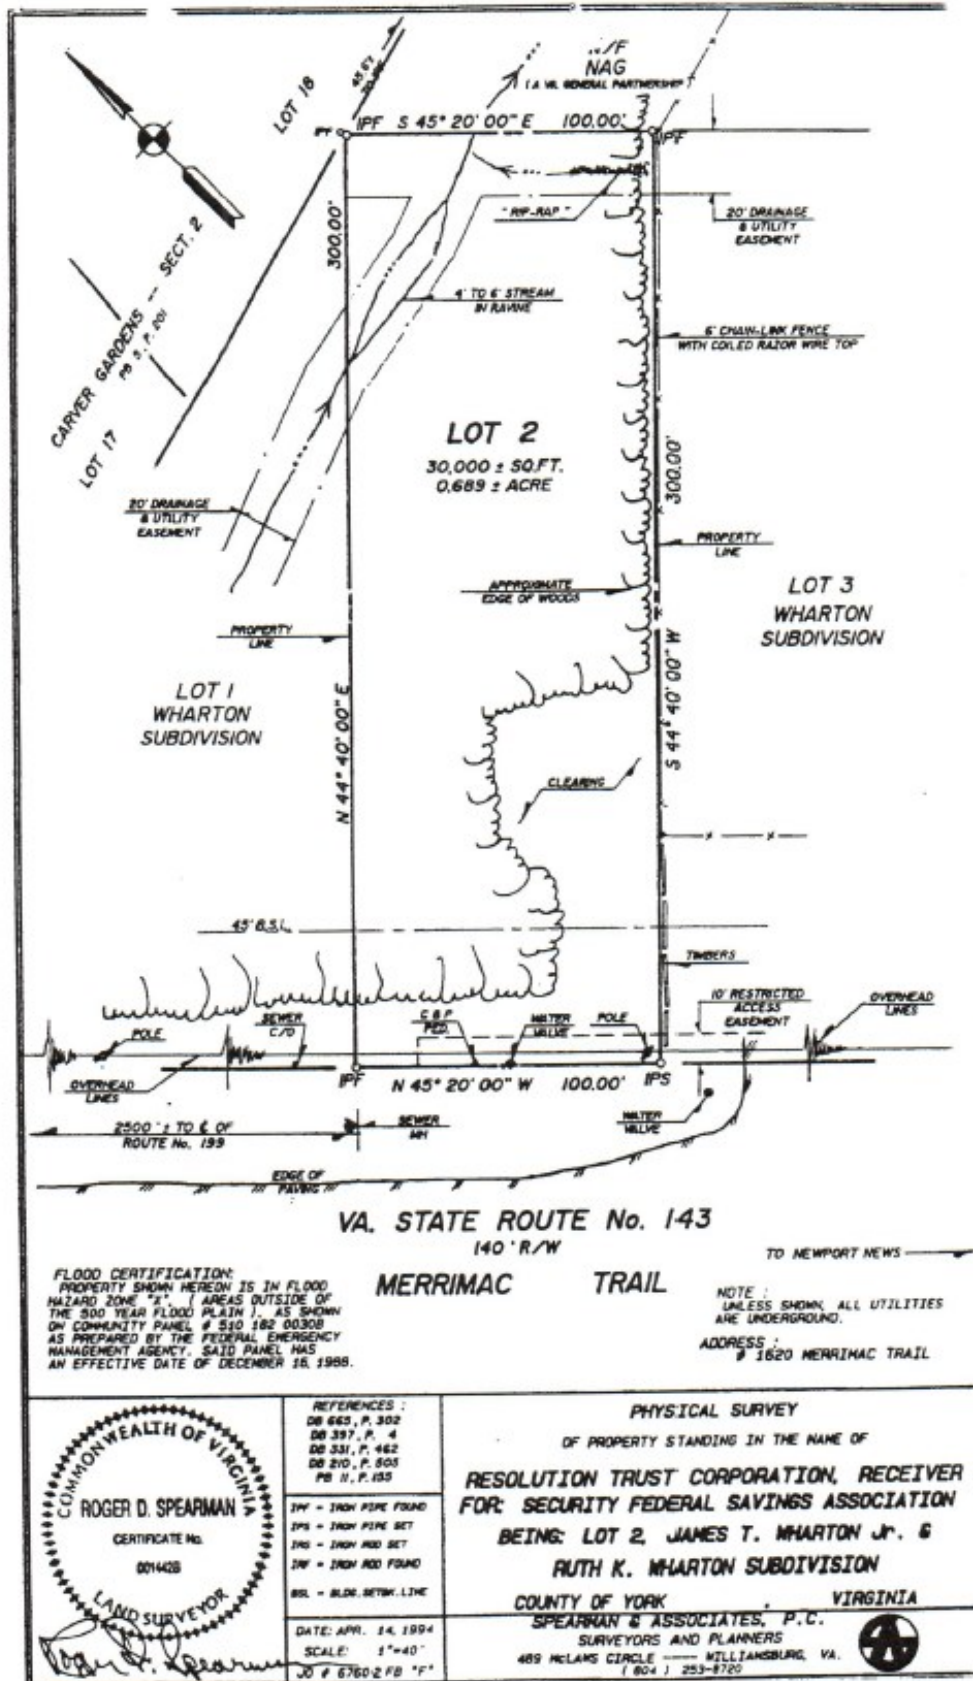 N/F
NAG
( A VA. GENERAL PARTNERSHIP )
LOT 18
45.67'
IPF
IPF S 45° 20' 00" E 100.00'
IPF
"RIP-RAP"
20' DRAINAGE
& UTILITY
EASEMENT
300.00'
CARVER GARDENS -- SECT. 2
PB 5, P. 201
LOT 17
4' TO 6' STREAM
IN RAVINE
6' CHAIN-LINK FENCE
WITH COILED RAZOR WIRE TOP
LOT 2
30,000 ± SQ.FT.
0.689 ± ACRE
300.00'
20' DRAINAGE
& UTILITY
EASEMENT
PROPERTY
LINE
APPROXIMATE
EDGE OF WOODS
LOT 3
WHARTON
SUBDIVISION
PROPERTY
LINE
LOT 1
WHARTON
SUBDIVISION
N 44° 40' 00" E
S 44° 40' 00" W
CLEARING
45' B.S.L.
TIMBERS
10' RESTRICTED
ACCESS
EASEMENT
OVERHEAD
LINES
POLE
SEWER
C/O
C & P
PED.
WATER
VALVE
POLE
OVERHEAD
LINES
IPF
N 45° 20' 00" W 100.00'
IPS
2500' ± TO ℄ OF
ROUTE No. 199
SEWER
MH
WATER
VALVE
EDGE OF
PAVING
VA. STATE ROUTE No. 143
140' R/W
TO NEWPORT NEWS
MERRIMAC TRAIL
FLOOD CERTIFICATION:
PROPERTY SHOWN HEREON IS IN FLOOD
HAZARD ZONE "X". ( AREAS OUTSIDE OF
THE 500 YEAR FLOOD PLAIN ). AS SHOWN
ON COMMUNITY PANEL # 510 182 0030B
AS PREPARED BY THE FEDERAL EMERGENCY
MANAGEMENT AGENCY. SAID PANEL HAS
AN EFFECTIVE DATE OF DECEMBER 16, 1988.
NOTE :
UNLESS SHOWN, ALL UTILITIES
ARE UNDERGROUND.
ADDRESS :
# 1620 MERRIMAC TRAIL
COMMONWEALTH OF VIRGINIA
ROGER D. SPEARMAN
CERTIFICATE No.
001442B
LAND SURVEYOR
Roger D. Spearman
REFERENCES :
DB 665, P. 302
DB 397, P. 4
DB 331, P. 462
DB 210, P. 505
PB 11, P. 155
IPF = IRON PIPE FOUND
IPS = IRON PIPE SET
IRS = IRON ROD SET
IRF = IRON ROD FOUND
BSL = BLDG. SETBK. LINE
DATE: APR. 14, 1994
SCALE: 1"=40'
JO # 6760-2 FB "F"
PHYSICAL SURVEY
OF PROPERTY STANDING IN THE NAME OF
RESOLUTION TRUST CORPORATION, RECEIVER
FOR: SECURITY FEDERAL SAVINGS ASSOCIATION
BEING: LOT 2, JAMES T. WHARTON Jr. &
RUTH K. WHARTON SUBDIVISION
COUNTY OF YORK , VIRGINIA
SPEARMAN & ASSOCIATES, P.C.
SURVEYORS AND PLANNERS
469 McLAWS CIRCLE ---- WILLIAMSBURG, VA.
( 804 ) 253-8720